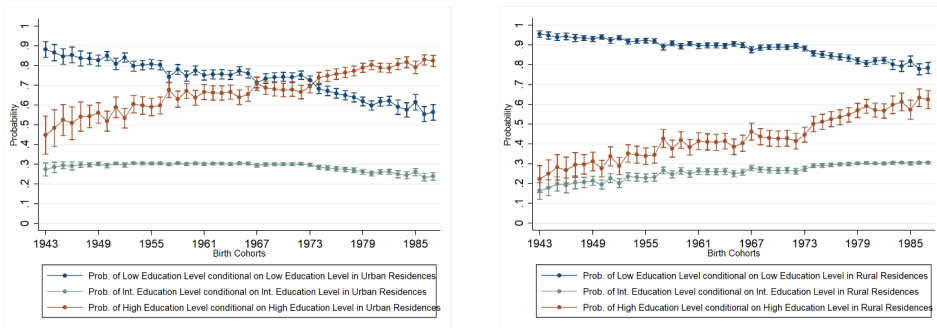 1
.9
.8
.7
.6
.5
.4
.3
.2
.1
0
Probability
1943 1949 1955 1961 1967 1973 1979 1985
Birth Cohorts
Prob. of Low Education Level conditional on Low Education Level in Urban Residences
Prob. of Int. Education Level conditional on Int. Education Level in Urban Residences
Prob. of High Education Level conditional on High Education Level in Urban Residences
1
.9
.8
.7
.6
.5
.4
.3
.2
.1
0
Probability
1943 1949 1955 1961 1967 1973 1979 1985
Birth Cohorts
Prob. of Low Education Level conditional on Low Education Level in Rural Residences
Prob. of Int. Education Level conditional on Int. Education Level in Rural Residences
Prob. of High Education Level conditional on High Education Level in Rural Residences